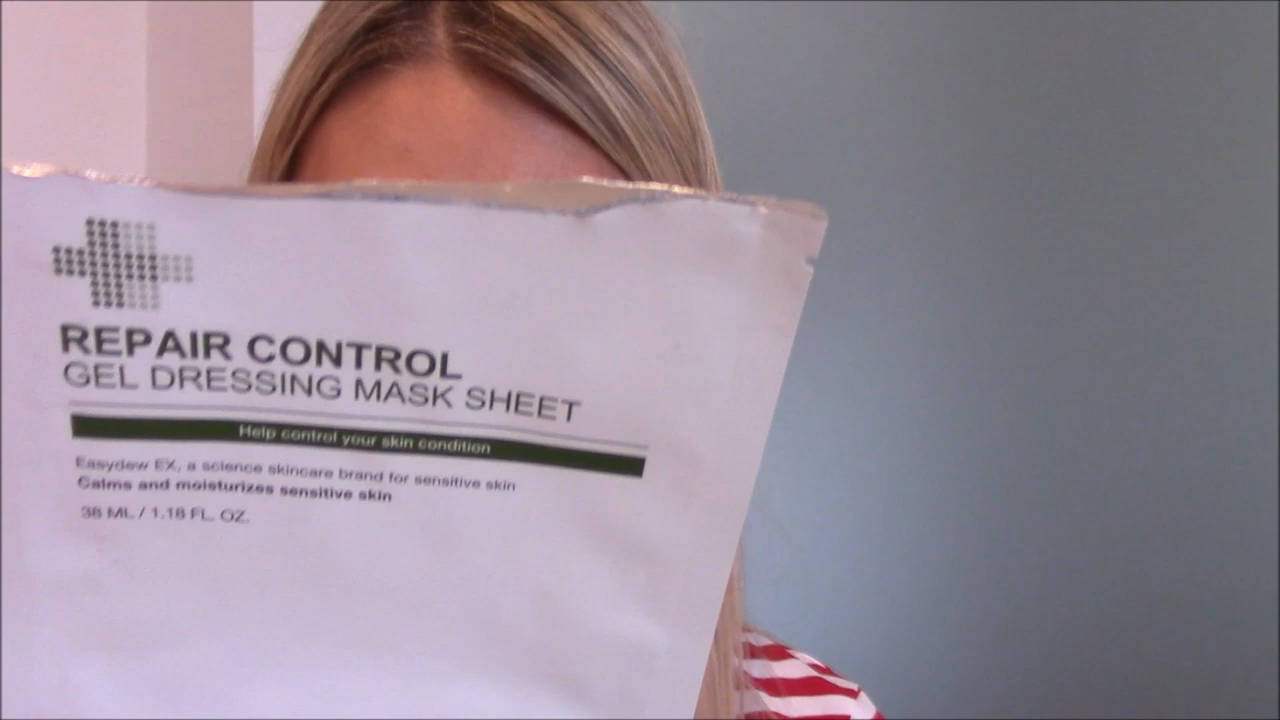 REPAIR CONTROL
GEL DRESSING MASK SHEET
Help control your skin condition
Easydew EX, a science skincare brand for sensitive skin
Calms and moisturizes sensitive skin
36 ML / 1.18 FL. OZ.